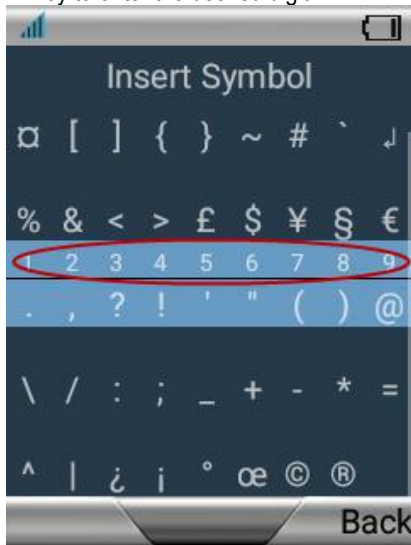 Insert Symbol
¤ [ ] { } ~ # ` ↲
% & < > £ $ ¥ § €
1 2 3 4 5 6 7 8 9
. , ? ! ' " ( ) @
\ / : ; _ + - * =
^ | ¿ ¡ ° œ © ®
Back